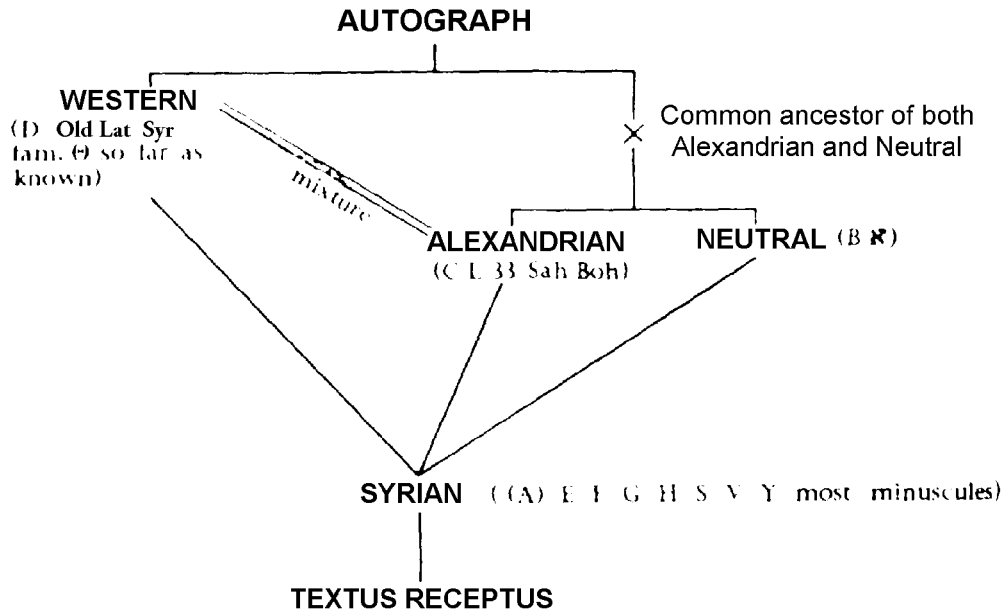 AUTOGRAPH
WESTERN
Old Lat Syr
fam. Θ so far as
known)
Common ancestor of both
Alexandrian and Neutral
mixture
ALEXANDRIAN
(C L 33 Sah Boh)
NEUTRAL (B א)
SYRIAN ((A) E F G H S V Y most minuscules)
TEXTUS RECEPTUS